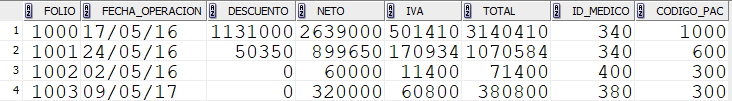 FOLIO FECHA_OPERACION DESCUENTO NETO IVA TOTAL ID_MEDICO CODIGO_PAC
1 1000 17/05/16 1131000 2639000 501410 3140410 340 1000
2 1001 24/05/16 50350 899650 170934 1070584 340 600
3 1002 02/05/16 0 60000 11400 71400 400 300
4 1003 09/05/17 0 320000 60800 380800 380 300